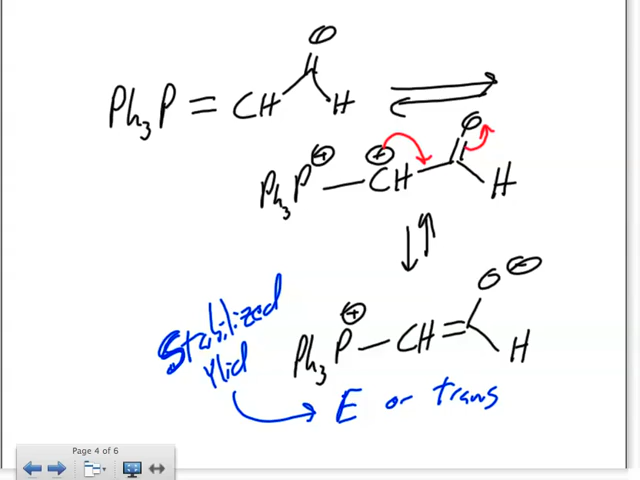 O
Ph₃P = CH H
O
Ph₃P⊕ — CH⊕ H
O⊖
Ph₃P⊕ — CH = H
Stabilized
Ylid
E or trans
Page 4 of 6